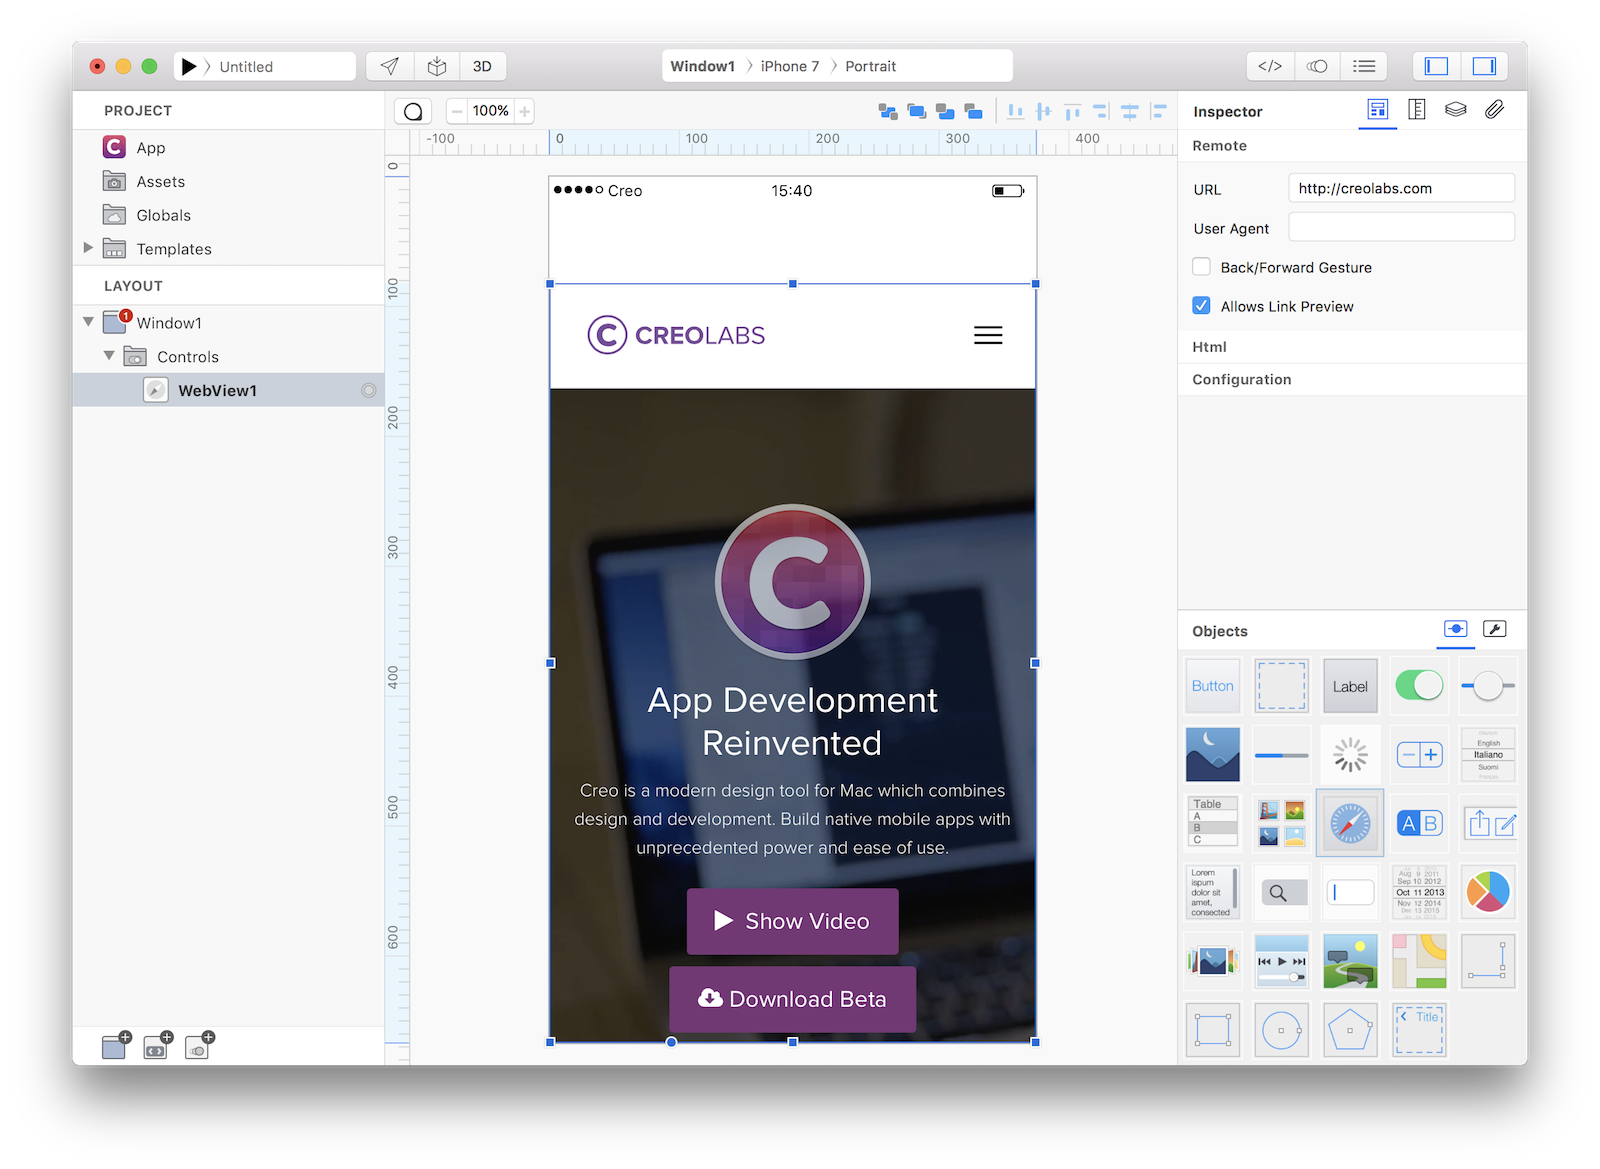 Untitled
3D
Window1
iPhone 7
Portrait
</>
PROJECT
App
Assets
Globals
Templates
LAYOUT
1
Window1
Controls
WebView1
100%
-100
0
100
200
300
400
0
100
200
300
400
500
600
Creo
15:40
CREOLABS
App Development
Reinvented
Creo is a modern design tool for Mac which combines
design and development. Build native mobile apps with
unprecedented power and ease of use.
Show Video
Download Beta
Inspector
Remote
URL
http://creolabs.com
User Agent
Back/Forward Gesture
Allows Link Preview
Html
Configuration
Objects
Button
Label
English
Italiano
Suomi
Table
A
B
C
A B
Lorem
ispum
dolor sit
amet,
consected
Aug 9 2011
Sep 10 2012
Oct 11 2013
Nov 12 2014
Dec 13 2015
Title